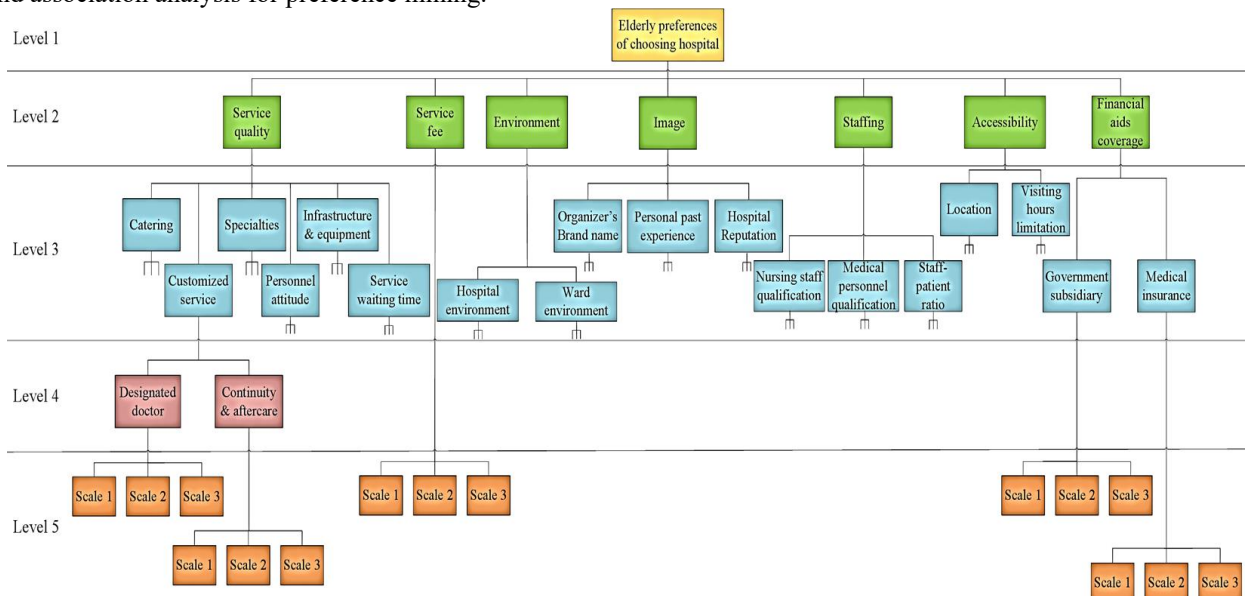 nd association analysis for preference mining.
Level 1
Elderly preferences
of choosing hospital
Level 2
Service
quality
Service
fee
Environment
Image
Staffing
Accessibility
Financial
aids
coverage
Level 3
Catering
Specialties
Infrastructure
& equipment
Organizer's
Brand name
Personal past
experience
Hospital
Reputation
Location
Visiting
hours
limitation
Customized
service
Personnel
attitude
Service
waiting time
Hospital
environment
Ward
environment
Nursing staff
qualification
Medical
personnel
qualification
Staff-
patient
ratio
Government
subsidiary
Medical
insurance
Level 4
Designated
doctor
Continuity
& aftercare
Level 5
Scale 1
Scale 2
Scale 3
Scale 1
Scale 2
Scale 3
Scale 1
Scale 2
Scale 3
Scale 1
Scale 2
Scale 3
Scale 1
Scale 2
Scale 3